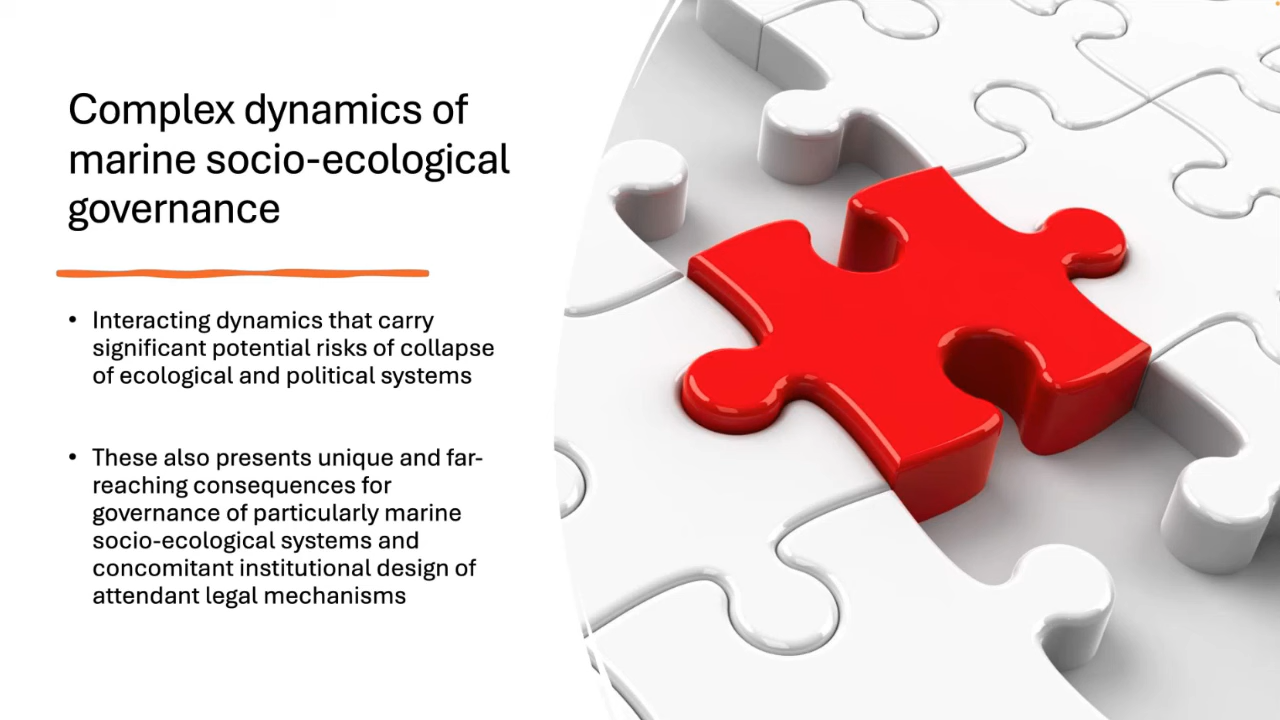 Complex dynamics of
marine socio-ecological
governance
• Interacting dynamics that carry
significant potential risks of collapse
of ecological and political systems
• These also presents unique and far-
reaching consequences for
governance of particularly marine
socio-ecological systems and
concomitant institutional design of
attendant legal mechanisms